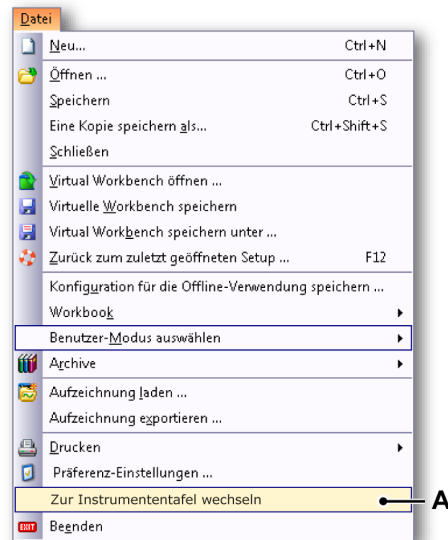 Datei
Neu... Ctrl+N
Öffnen ... Ctrl+O
Speichern Ctrl+S
Eine Kopie speichern als... Ctrl+Shift+S
Schließen
Virtual Workbench öffnen ...
Virtuelle Workbench speichern
Virtual Workbench speichern unter ...
Zurück zum zuletzt geöffneten Setup ... F12
Konfiguration für die Offline-Verwendung speichern ...
Workbook
Benutzer-Modus auswählen
Archive
Aufzeichnung laden ...
Aufzeichnung exportieren ...
Drucken
Präferenz-Einstellungen ...
Zur Instrumententafel wechseln A
EXIT Beenden